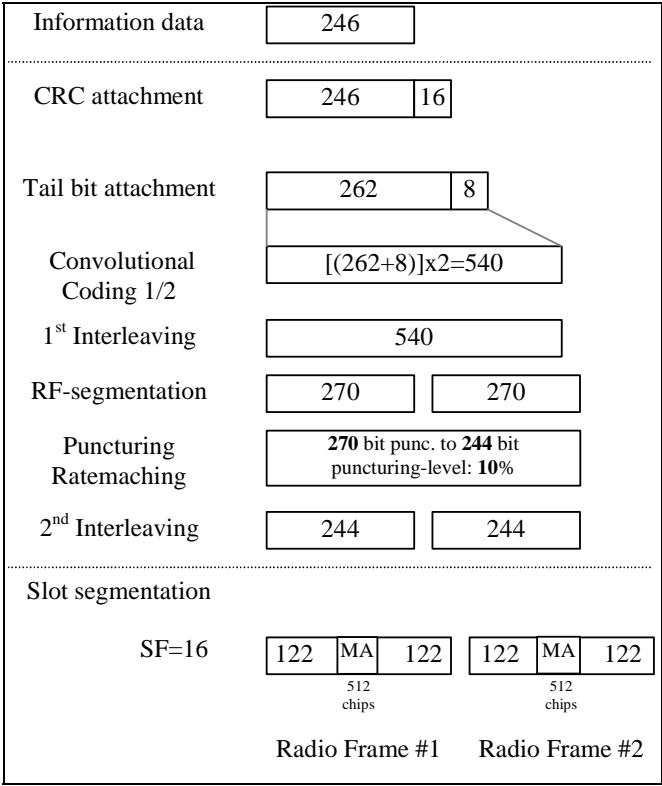 Information data 246
CRC attachment 246 16
Tail bit attachment 262 8
Convolutional
Coding 1/2
[(262+8)]x2=540
1st Interleaving 540
RF-segmentation 270 270
Puncturing
Ratemaching
270 bit punc. to 244 bit
puncturing-level: 10%
2nd Interleaving 244 244
Slot segmentation
SF=16 122 MA 122 122 MA 122
512 512
chips chips
Radio Frame #1 Radio Frame #2